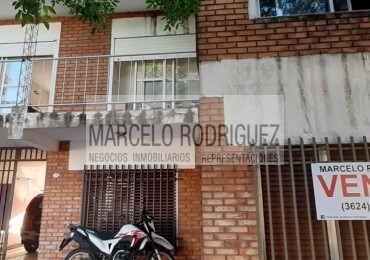 MARCELO RODRIGUEZ
NEGOCIOS INMOBILIARIOS REPRESENTACIONES
MARCELO R
VEN
(3624)